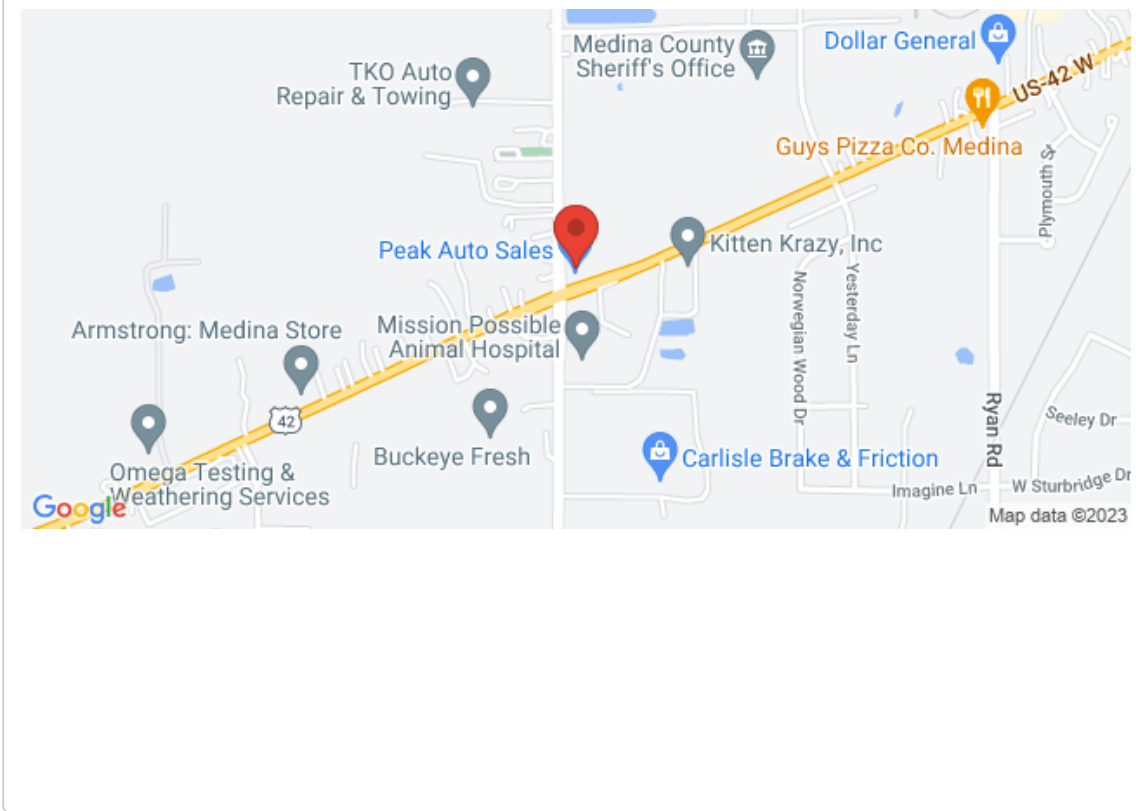 Medina County
Sheriff's Office
Dollar General
TKO Auto
Repair & Towing
US-42 W
Guys Pizza Co. Medina
Plymouth St
Peak Auto Sales
Kitten Krazy, Inc
Armstrong: Medina Store
Mission Possible
Animal Hospital
Norwegian Wood Dr
Yesterday Ln
42
Buckeye Fresh
Ryan Rd
Seeley Dr
Carlisle Brake & Friction
Omega Testing &
Weathering Services
Imagine Ln
W Sturbridge Dr
Google
Map data ©2023